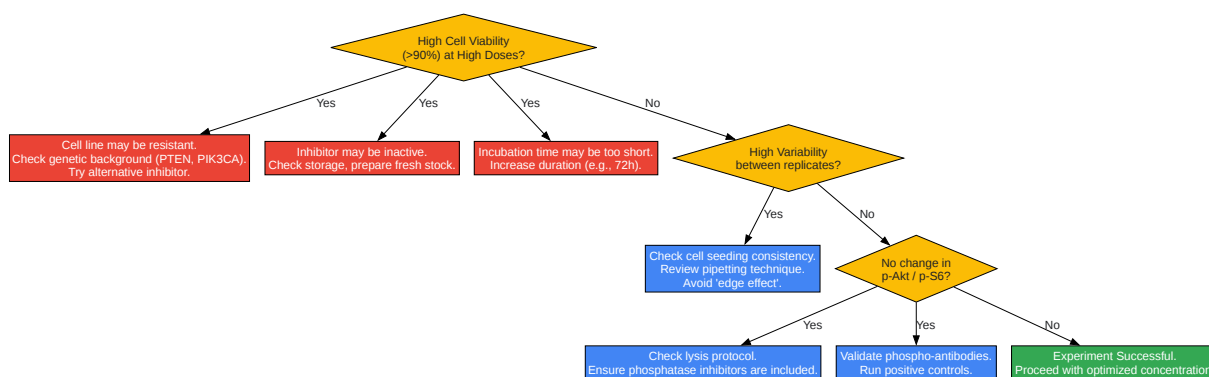 High Cell Viability
(>90%) at High Doses?
Yes
Yes
Yes
No
Cell line may be resistant.
Check genetic background (PTEN, PIK3CA).
Try alternative inhibitor.
Inhibitor may be inactive.
Check storage, prepare fresh stock.
Incubation time may be too short.
Increase duration (e.g., 72h).
High Variability
between replicates?
Yes
No
Check cell seeding consistency.
Review pipetting technique.
Avoid 'edge effect'.
No change in
p-Akt / p-S6?
Yes
Yes
No
Check lysis protocol.
Ensure phosphatase inhibitors are included.
Validate phospho-antibodies.
Run positive controls.
Experiment Successful.
Proceed with optimized concentration